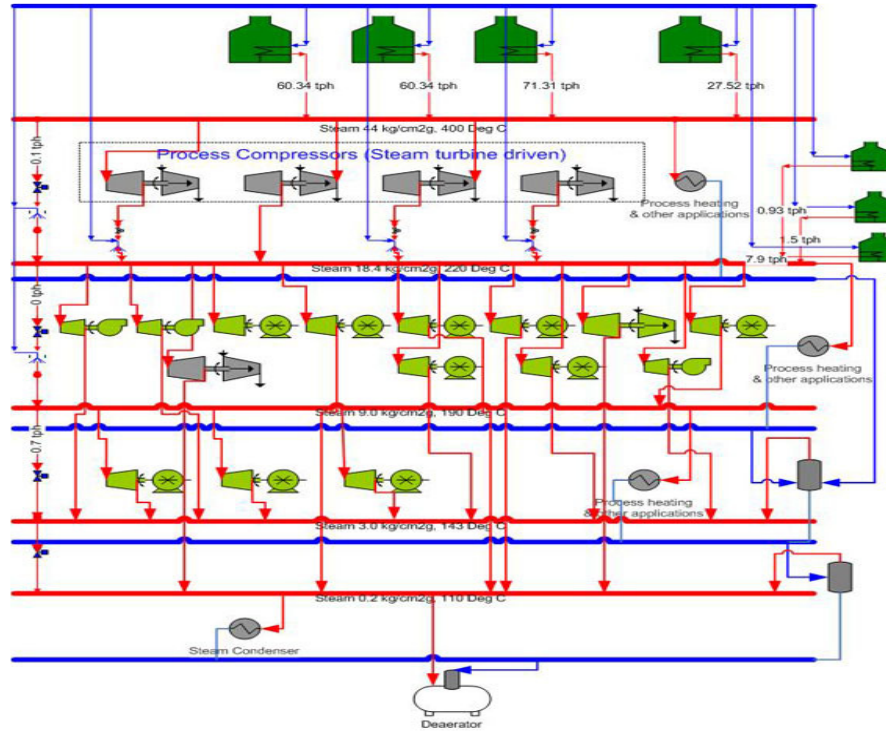 60.34 tph
60.34 tph
71.31 tph
27.52 tph
Steam 44 kg/cm2g, 400 Deg C
0.1 tph
Process Compressors (Steam turbine driven)
Process heating
& other applications
0.93 tph
1.5 tph
7.9 tph
Steam 18.4 kg/cm2g, 220 Deg C
0 tph
Process heating
& other applications
Steam 9.0 kg/cm2g, 190 Deg C
0.7 tph
Process heating
& other applications
Steam 3.0 kg/cm2g, 143 Deg C
Steam 0.2 kg/cm2g, 110 Deg C
Steam Condenser
Deaerator